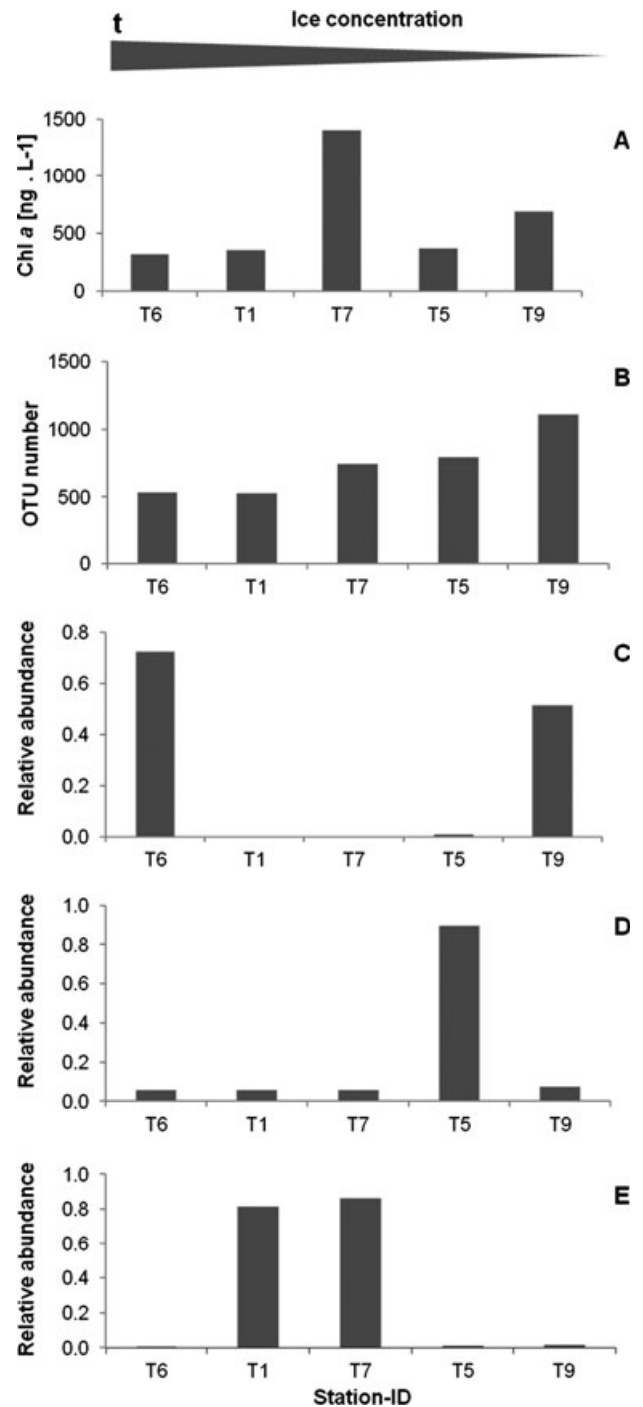 t Ice concentration
A
Chl a [ng . L-1]
1500
1000
500
0
T6 T1 T7 T5 T9
B
OTU number
1500
1000
500
0
T6 T1 T7 T5 T9
C
Relative abundance
0.8
0.6
0.4
0.2
0.0
T6 T1 T7 T5 T9
D
Relative abundance
1.0
0.8
0.6
0.4
0.2
0.0
T6 T1 T7 T5 T9
E
Relative abundance
1.0
0.8
0.6
0.4
0.2
0.0
T6 T1 T7 T5 T9
Station-ID